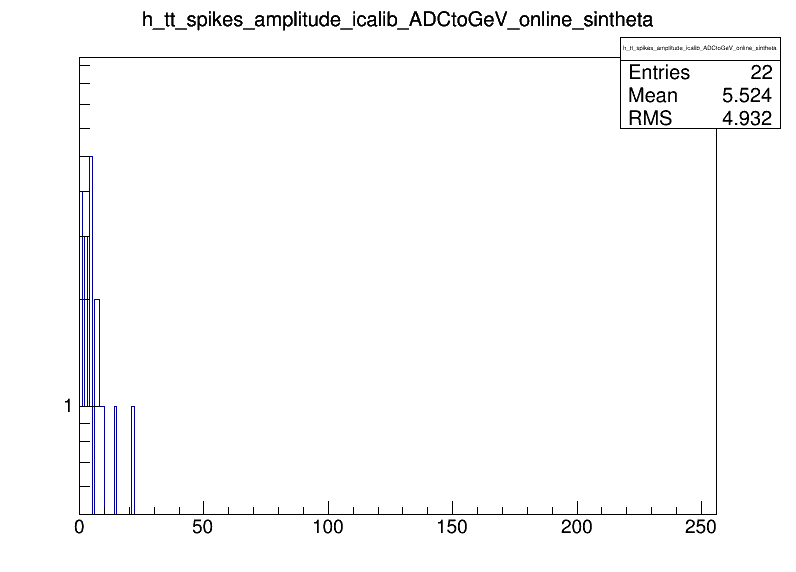 h_tt_spikes_amplitude_icalib_ADCtoGeV_online_sintheta
h_tt_spikes_amplitude_icalib_ADCtoGeV_online_sintheta
Entries 22
Mean 5.524
RMS 4.932
1
0 50 100 150 200 250